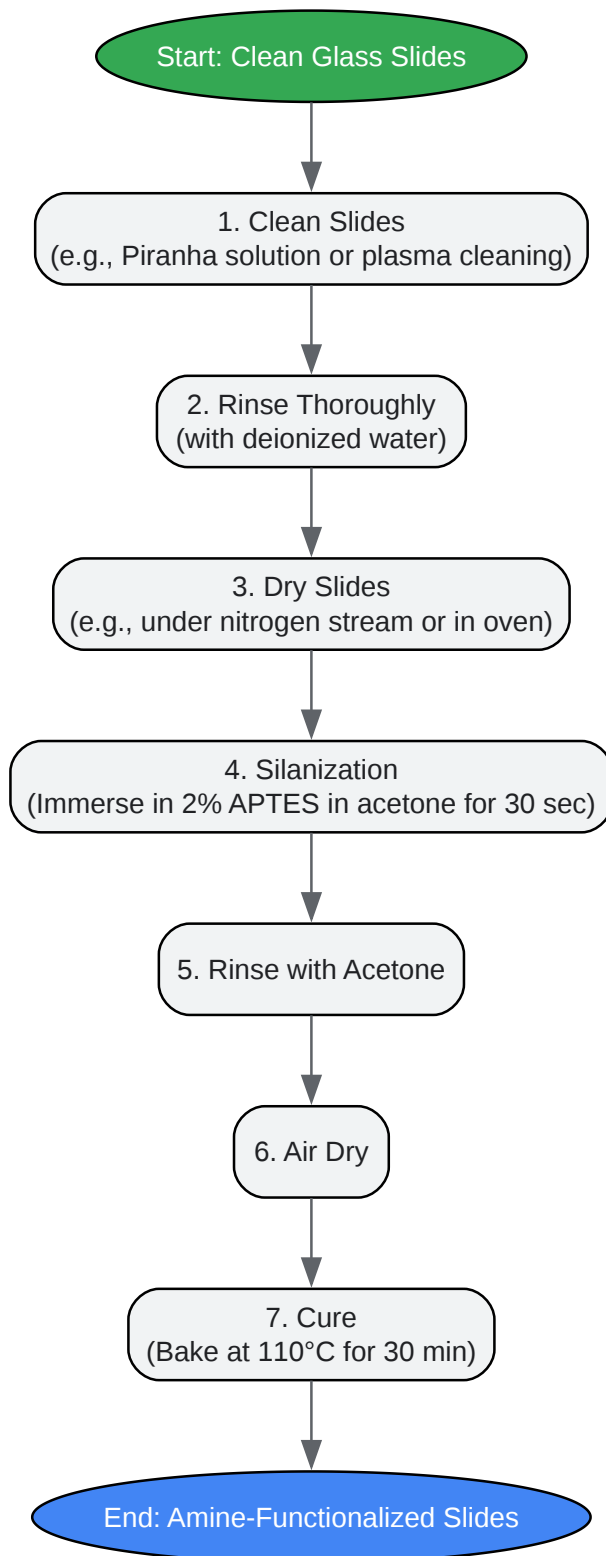 Start: Clean Glass Slides
1. Clean Slides
(e.g., Piranha solution or plasma cleaning)
2. Rinse Thoroughly
(with deionized water)
3. Dry Slides
(e.g., under nitrogen stream or in oven)
4. Silanization
(Immerse in 2% APTES in acetone for 30 sec)
5. Rinse with Acetone
6. Air Dry
7. Cure
(Bake at 110°C for 30 min)
End: Amine-Functionalized Slides